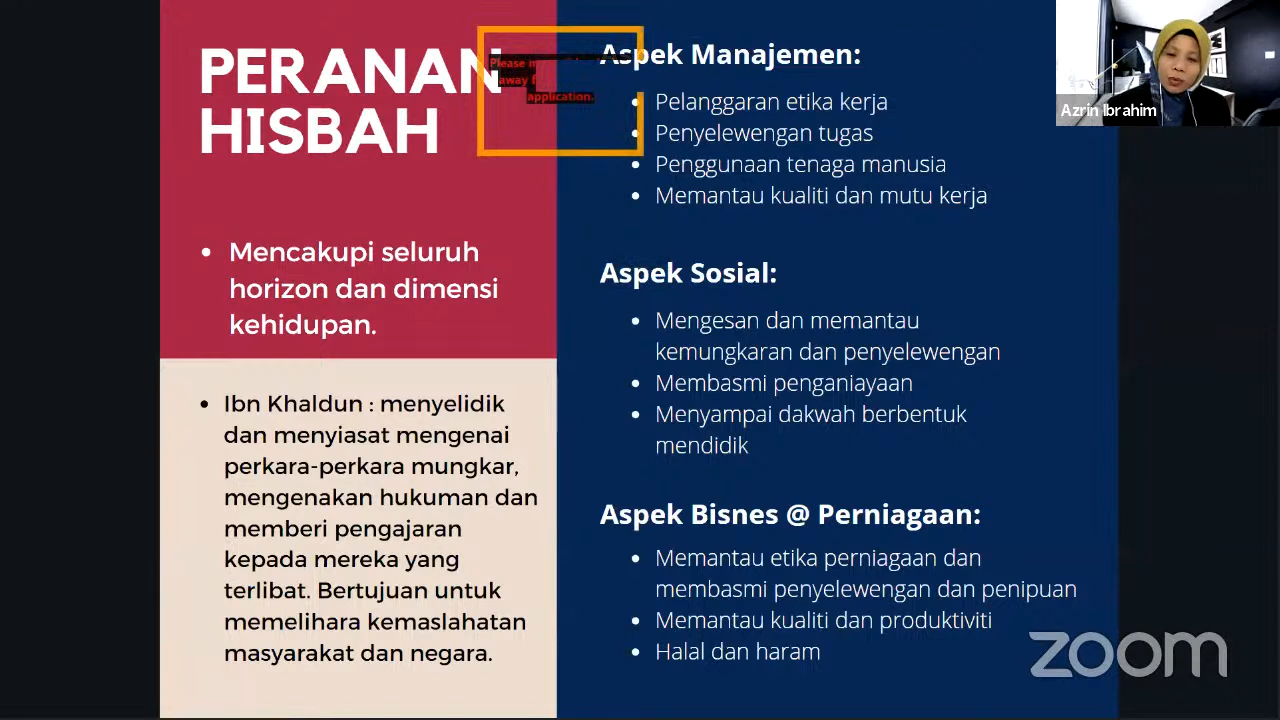 PERANAN
HISBAH
Mencakupi seluruh
horizon dan dimensi
kehidupan.
Ibn Khaldun : menyelidik
dan menyiasat mengenai
perkara-perkara mungkar,
mengenakan hukuman dan
memberi pengajaran
kepada mereka yang
terlibat. Bertujuan untuk
memelihara kemaslahatan
masyarakat dan negara.
Please
away
application.
Aspek Manajemen:
Pelanggaran etika kerja
Penyelewengan tugas
Penggunaan tenaga manusia
Memantau kualiti dan mutu kerja
Aspek Sosial:
Mengesan dan memantau
kemungkaran dan penyelewengan
Membasmi penganiayaan
Menyampai dakwah berbentuk
mendidik
Aspek Bisnes @ Perniagaan:
Memantau etika perniagaan dan
membasmi penyelewengan dan penipuan
Memantau kualiti dan produktiviti
Halal dan haram
Azrin Ibrahim
zoom